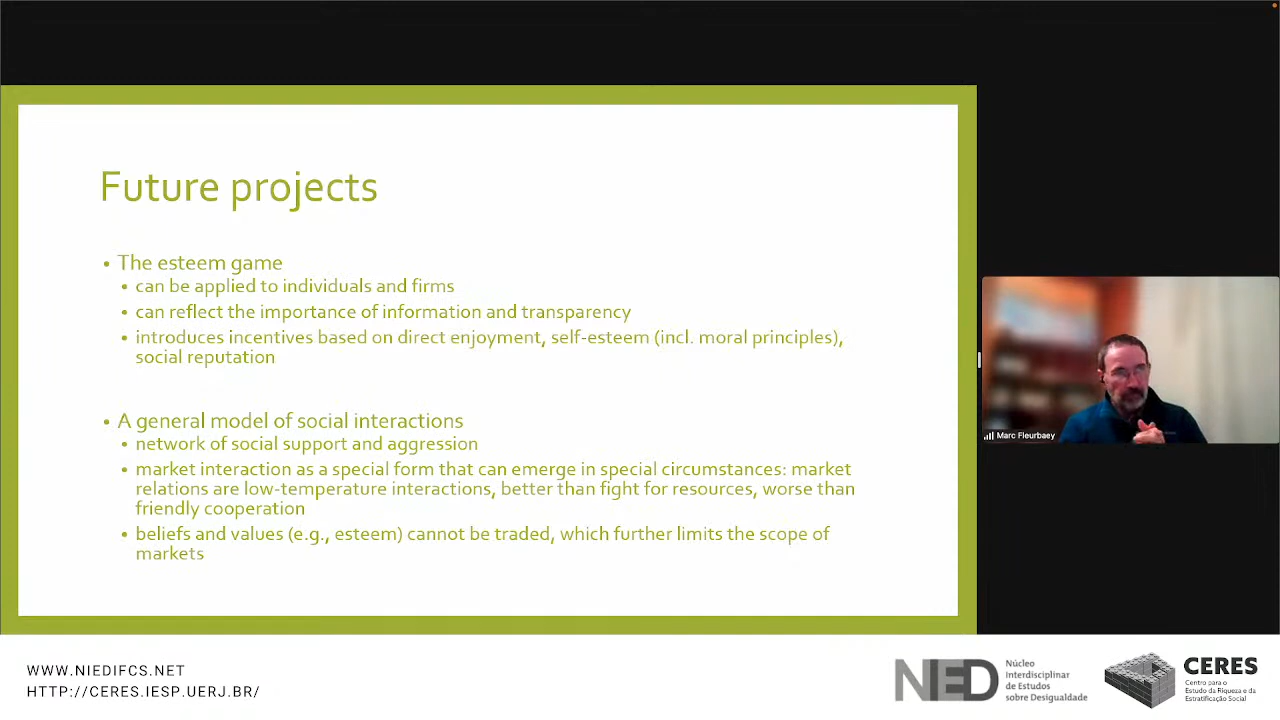 Future projects
• The esteem game
• can be applied to individuals and firms
• can reflect the importance of information and transparency
• introduces incentives based on direct enjoyment, self-esteem (incl. moral principles),
social reputation
• A general model of social interactions
• network of social support and aggression
• market interaction as a special form that can emerge in special circumstances: market
relations are low-temperature interactions, better than fight for resources, worse than
friendly cooperation
• beliefs and values (e.g., esteem) cannot be traded, which further limits the scope of
markets
Marc Fleurbaey
WWW.NIEDIFCS.NET
HTTP://CERES.IESP.UERJ.BR/
NIED
Núcleo
Interdisciplinar
de Estudos
sobre Desigualdade
CERES
Centro para o
Estudo da Riqueza e da
Estratificação Social